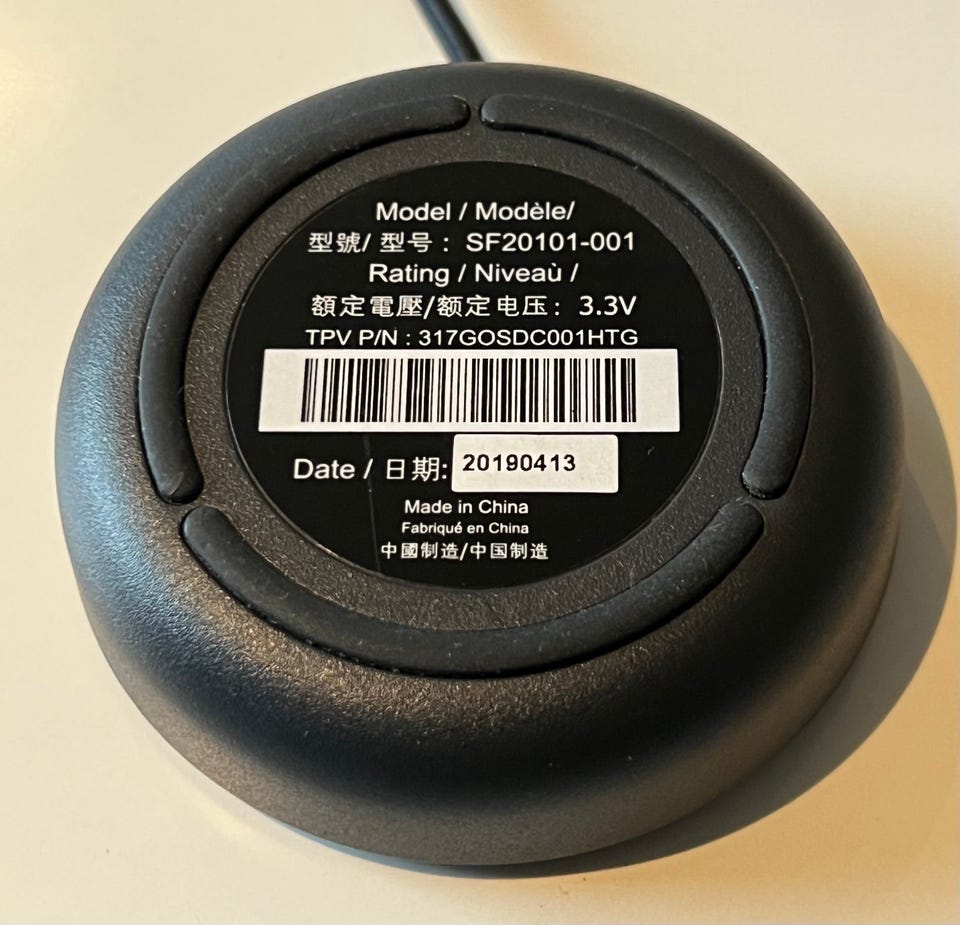 Model / Modèle/
型號/ 型号： SF20101-001
Rating / Niveaù /
額定電壓/额定电压： 3.3V
TPV P/N : 317GOSDC001HTG
Date / 日期: 20190413
Made in China
Fabriqué en China
中國制造/中国制造